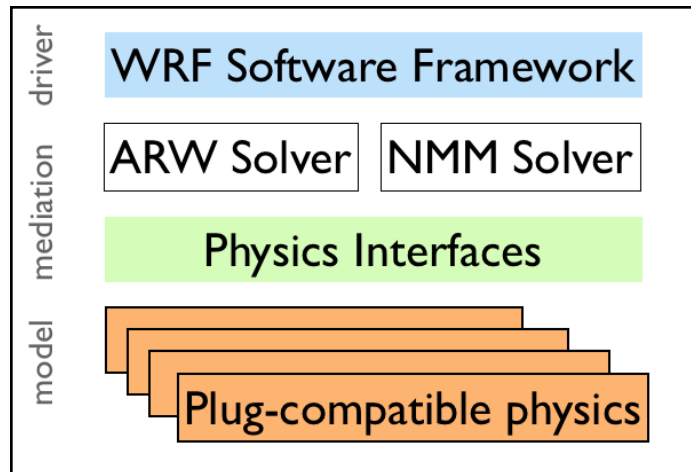 driver
WRF Software Framework
mediation
ARW Solver
NMM Solver
Physics Interfaces
model
Plug-compatible physics